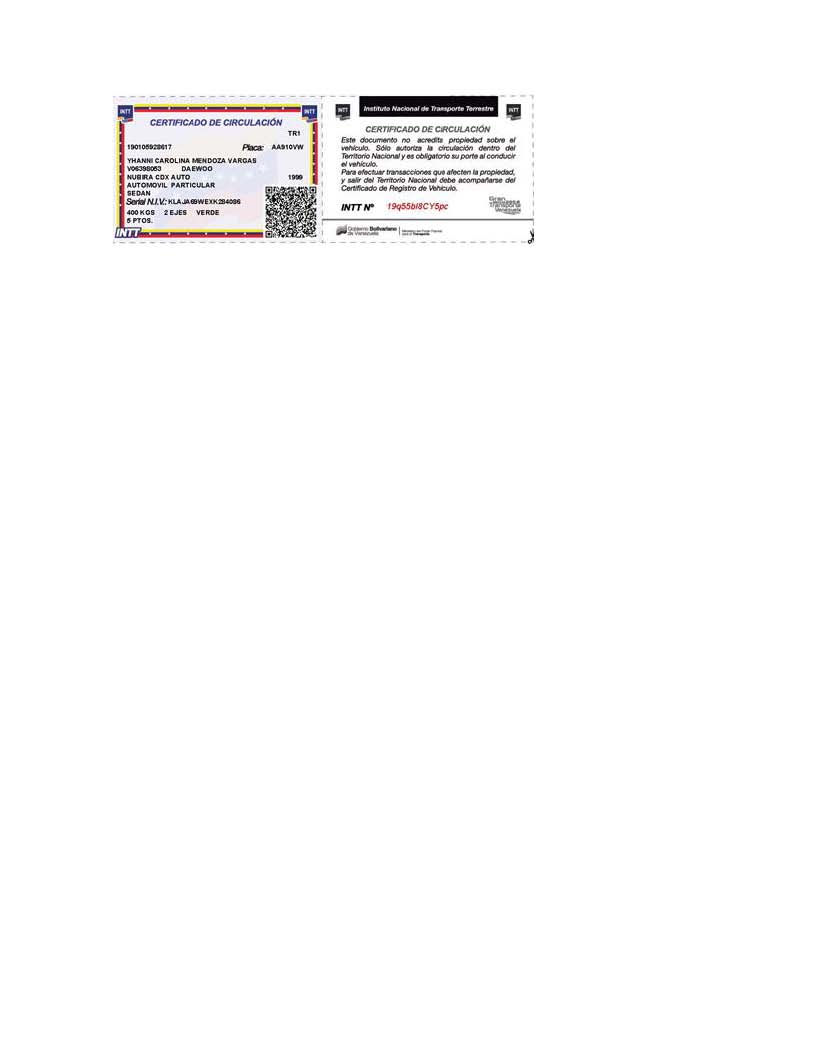 INTT
INTT
CERTIFICADO DE CIRCULACIÓN
TR1
190105928617 Placa: AA910VW
YHANNI CAROLINA MENDOZA VARGAS
V06398053 DAEWOO
NUBIRA CDX AUTO 1999
AUTOMOVIL PARTICULAR
SEDAN
Serial N.I.V.: KLAJA69WEXK284086
400 KGS 2 EJES VERDE
5 PTOS.
INTT
INTT
Instituto Nacional de Transporte Terrestre
INTT
CERTIFICADO DE CIRCULACIÓN
Este documento no acredita propiedad sobre el
vehículo. Sólo autoriza la circulación dentro del
Territorio Nacional y es obligatorio su porte al conducir
el vehículo.
Para efectuar transacciones que afecten la propiedad,
y salir del Territorio Nacional debe acompañarse del
Certificado de Registro de Vehículo.
INTT Nº 19q55bl8CY5pc
Gran
Transporte
Venezuela
Gobierno Bolivariano
de Venezuela
Ministerio del Poder Popular
para el Transporte